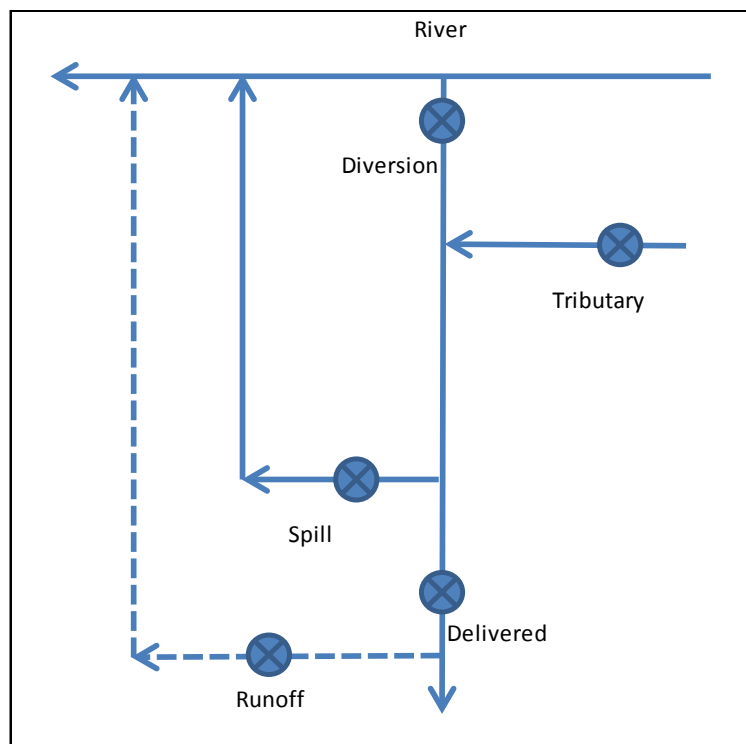 River
Diversion
Tributary
Spill
Delivered
Runoff